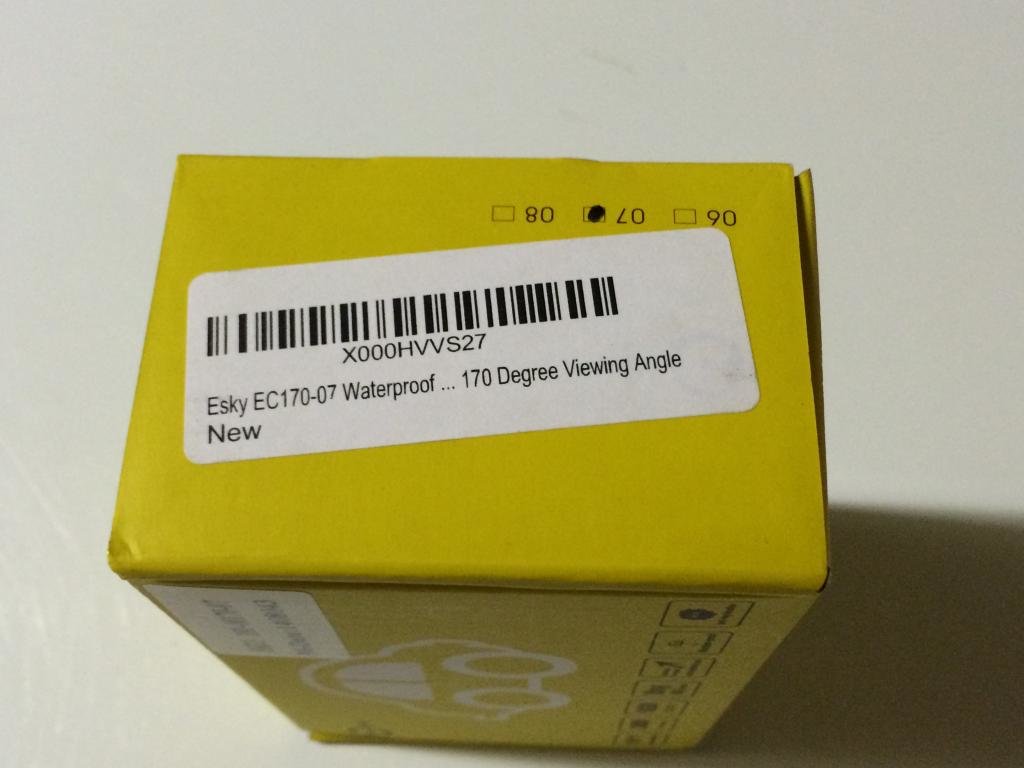 06 07 08
X000HVVS27
Esky EC170-07 Waterproof ... 170 Degree Viewing Angle
New